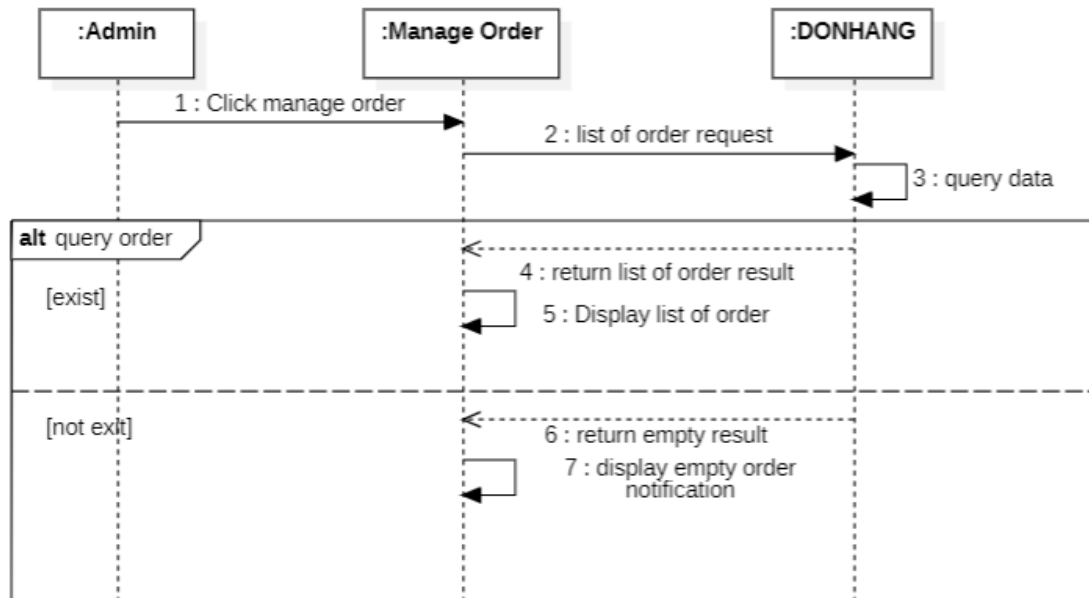 :Admin
:Manage Order
:DONHANG
1 : Click manage order
2 : list of order request
3 : query data
alt query order
4 : return list of order result
[exist]
5 : Display list of order
[not exit]
6 : return empty result
7 : display empty order
notification